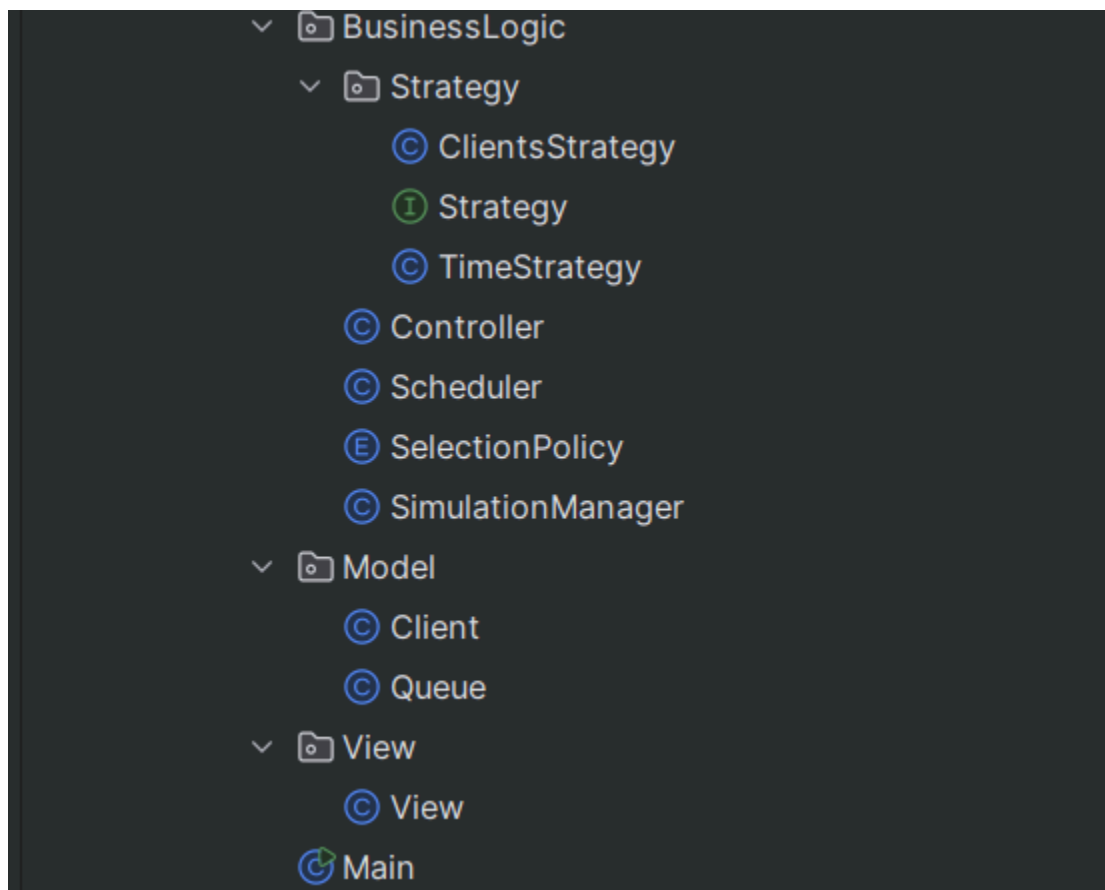 BusinessLogic
Strategy
C ClientsStrategy
I Strategy
C TimeStrategy
C Controller
C Scheduler
E SelectionPolicy
C SimulationManager
Model
C Client
C Queue
View
C View
C Main